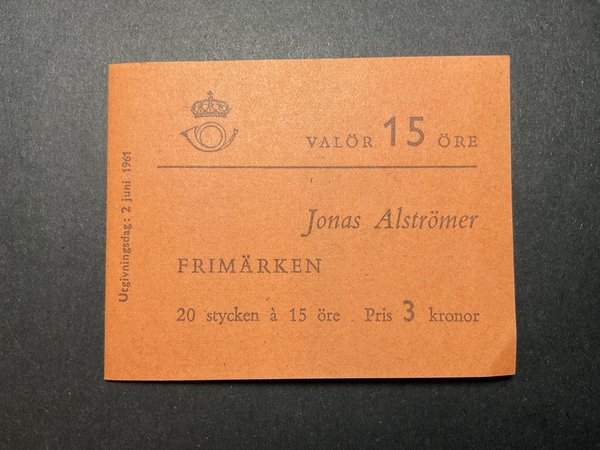 VALÖR 15 ÖRE
Jonas Alströmer
FRIMÄRKEN
20 stycken à 15 öre Pris 3 kronor
Utgivningsdag: 2 juni 1961